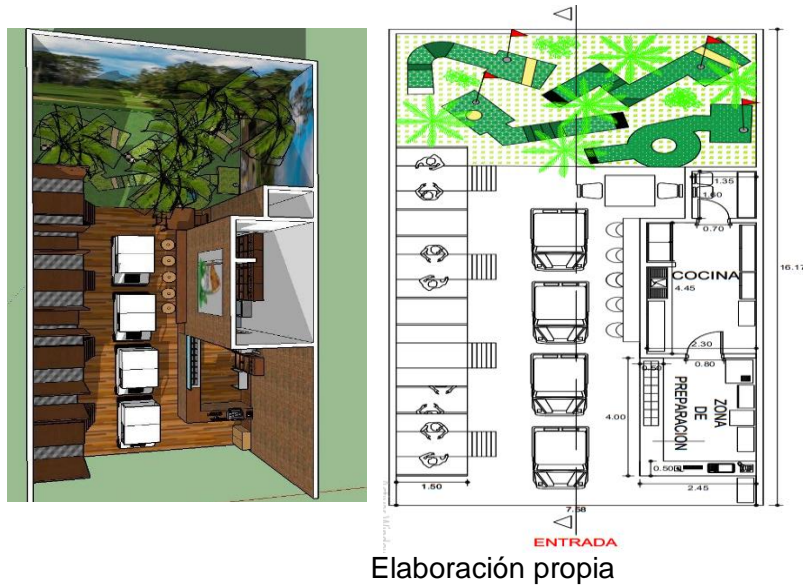 1.35
1.60
0.70
COCINA
4.45
16.17
2.30
0.50
0.80
ZONA
DE
PREPARACION
4.00
0.50
1.50
2.45
7.58
ENTRADA
Elaboración propia